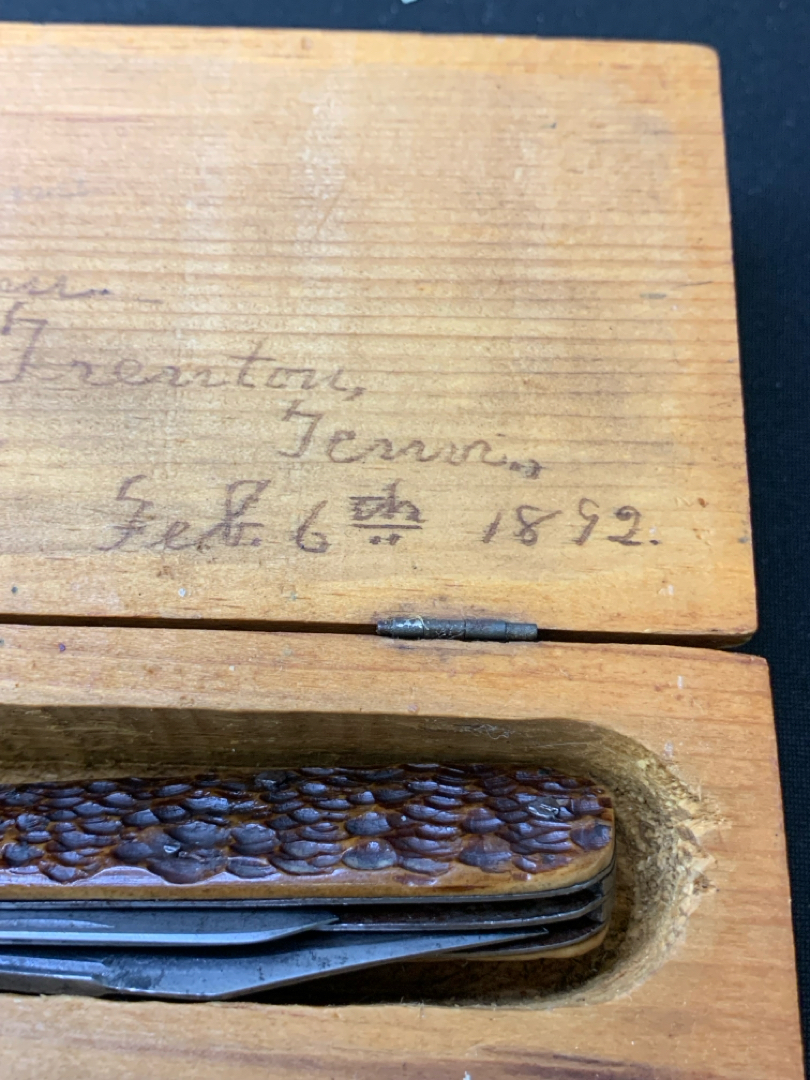 Trenton,
Tenn.,
Feb. 6th 1892.